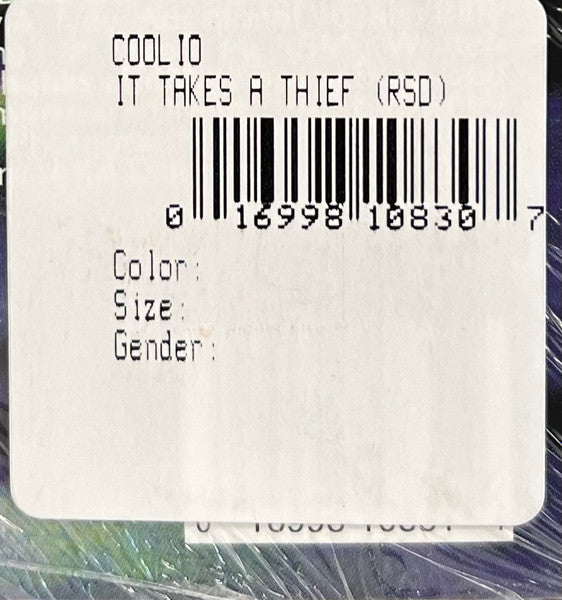 COOLIO
IT TAKES A THIEF (RSD)
0 16998 10830 7
Color:
Size:
Gender: